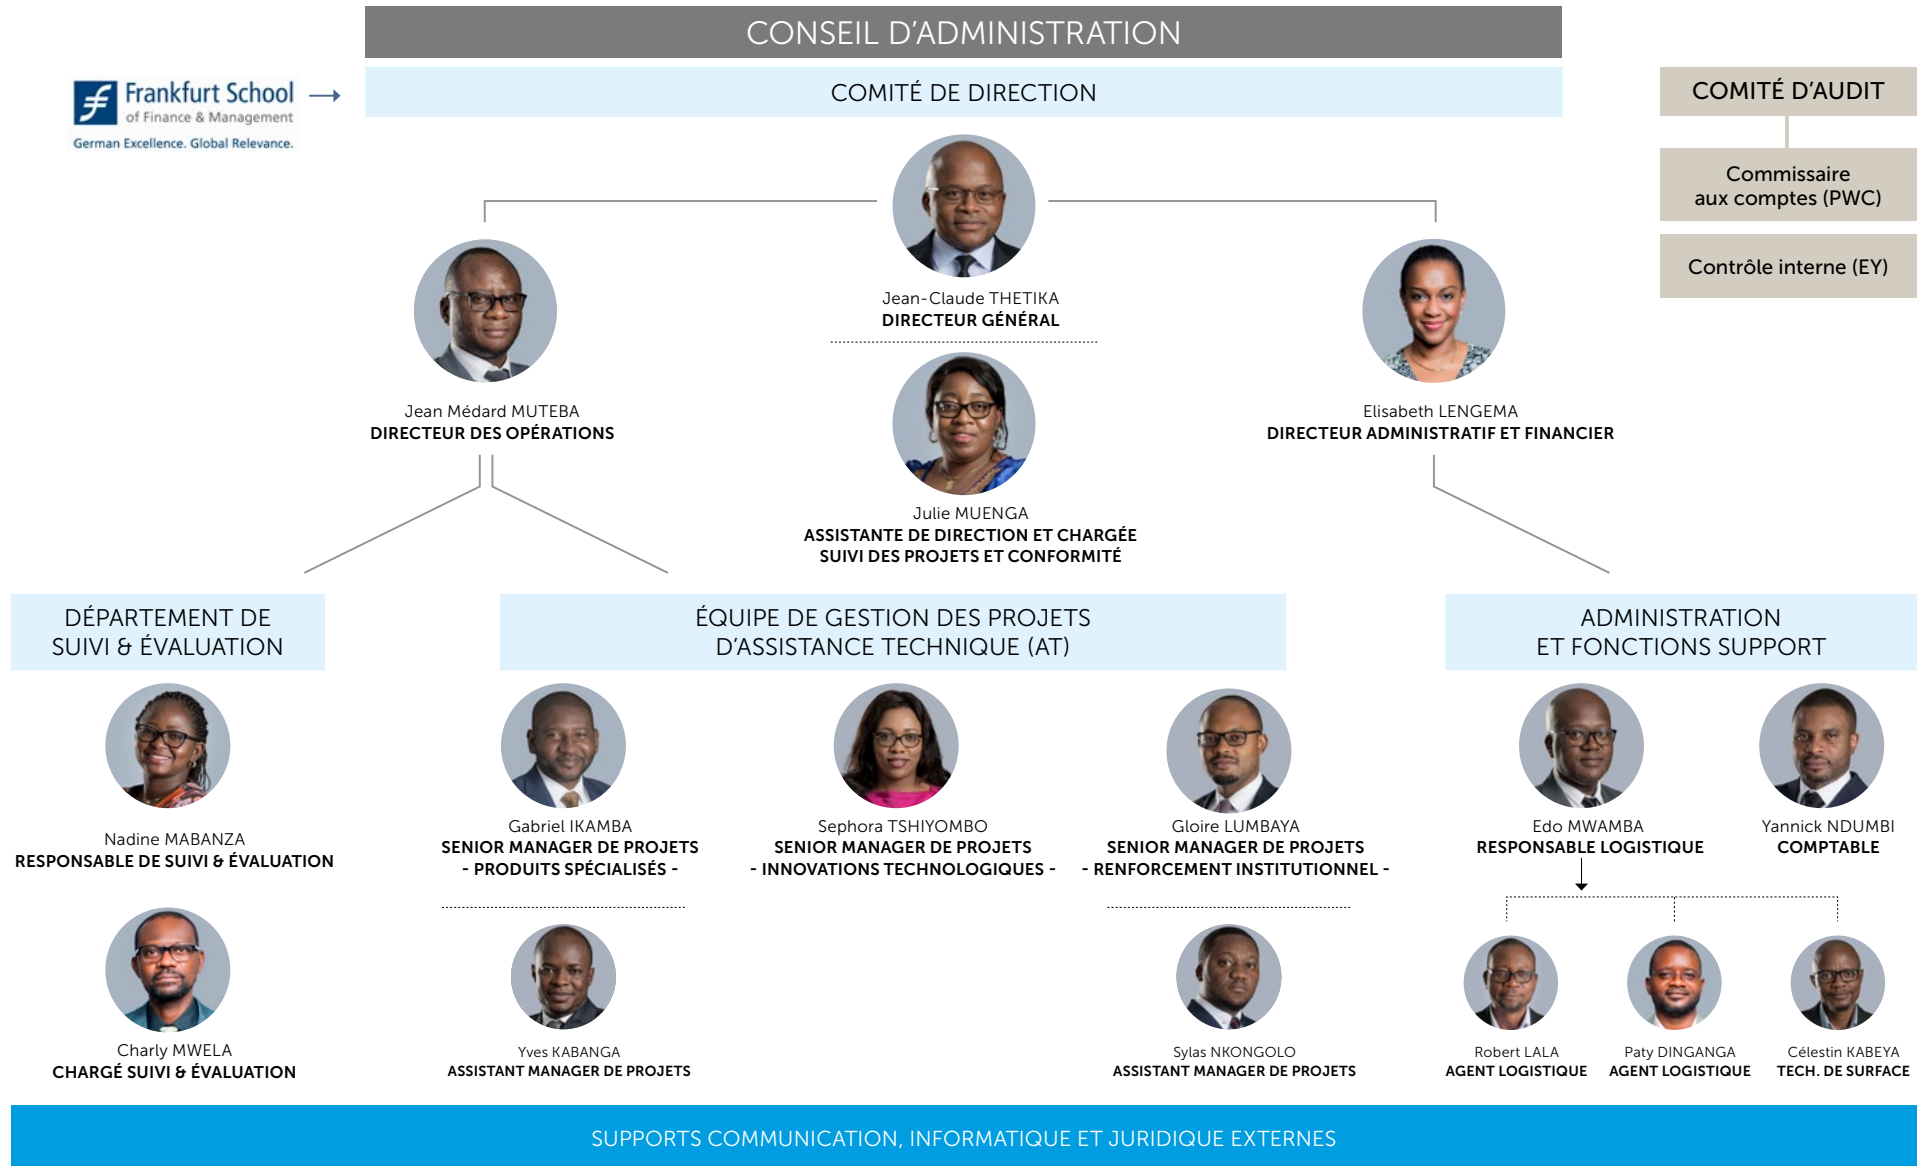 CONSEIL D'ADMINISTRATION
Frankfurt School
of Finance & Management
German Excellence. Global Relevance.
COMITÉ DE DIRECTION
COMITÉ D'AUDIT
Commissaire
aux comptes (PWC)
Contrôle interne (EY)
Jean-Claude THETIKA
DIRECTEUR GÉNÉRAL
Jean Médard MUTEBA
DIRECTEUR DES OPÉRATIONS
Elisabeth LENGEMA
DIRECTEUR ADMINISTRATIF ET FINANCIER
Julie MUENGA
ASSISTANTE DE DIRECTION ET CHARGÉE
SUIVI DES PROJETS ET CONFORMITÉ
DÉPARTEMENT DE
SUIVI & ÉVALUATION
ÉQUIPE DE GESTION DES PROJETS
D'ASSISTANCE TECHNIQUE (AT)
ADMINISTRATION
ET FONCTIONS SUPPORT
Nadine MABANZA
RESPONSABLE DE SUIVI & ÉVALUATION
Gabriel IKAMBA
SENIOR MANAGER DE PROJETS
- PRODUITS SPÉCIALISÉS -
Sephora TSHIYOMBO
SENIOR MANAGER DE PROJETS
- INNOVATIONS TECHNOLOGIQUES -
Gloire LUMBAYA
SENIOR MANAGER DE PROJETS
- RENFORCEMENT INSTITUTIONNEL -
Edo MWAMBA
RESPONSABLE LOGISTIQUE
Yannick NDUMBI
COMPTABLE
Charly MWELA
CHARGÉ SUIVI & ÉVALUATION
Yves KABANGA
ASSISTANT MANAGER DE PROJETS
Sylas NKONGOLO
ASSISTANT MANAGER DE PROJETS
Robert LALA
AGENT LOGISTIQUE
Paty DINGANGA
AGENT LOGISTIQUE
Célestin KABEYA
TECH. DE SURFACE
SUPPORTS COMMUNICATION, INFORMATIQUE ET JURIDIQUE EXTERNES